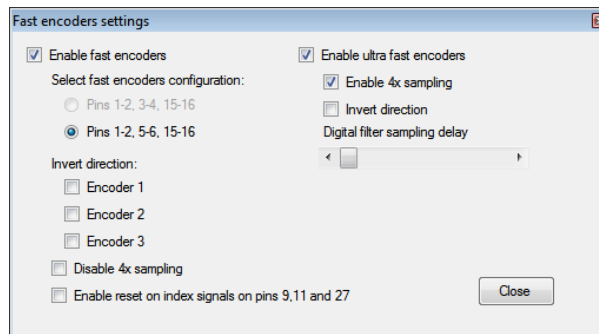 Fast encoders settings
Enable fast encoders
Select fast encoders configuration:
Pins 1-2, 3-4, 15-16
Pins 1-2, 5-6, 15-16
Invert direction:
Encoder 1
Encoder 2
Encoder 3
Disable 4x sampling
Enable reset on index signals on pins 9,11 and 27
Enable ultra fast encoders
Enable 4x sampling
Invert direction
Digital filter sampling delay
Close